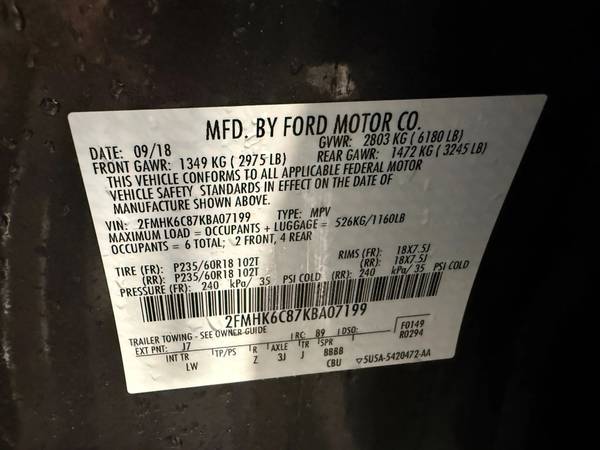 MFD. BY FORD MOTOR CO.
DATE: 09/18 GVWR: 2803 KG ( 6180 LB)
FRONT GAWR: 1349 KG ( 2975 LB) REAR GAWR: 1472 KG ( 3245 LB)
THIS VEHICLE CONFORMS TO ALL APPLICABLE FEDERAL MOTOR
VEHICLE SAFETY STANDARDS IN EFFECT ON THE DATE OF
MANUFACTURE SHOWN ABOVE.
VIN: 2FMHK6C87KBA07199 TYPE: MPV
MAXIMUM LOAD = OCCUPANTS + LUGGAGE = 526KG/1160LB
OCCUPANTS = 6 TOTAL; 2 FRONT, 4 REAR
TIRE (FR): P235/60R18 102T RIMS (FR): 18X7.5J
(RR): P235/60R18 102T (RR): 18X7.5J
PRESSURE (FR): 240 kPa/ 35 PSI COLD (RR): 240 kPa/ 35 PSI COLD
2FMHK6C87KBA07199
TRAILER TOWING - SEE OWNER GUIDE
EXT PNT: J7 RC: 89 DSO: F0149
R0294
INT TR TP/PS R AXLE TR SPR
LW Z 3J J BBBB
CBU 5U5A-5420472-AA